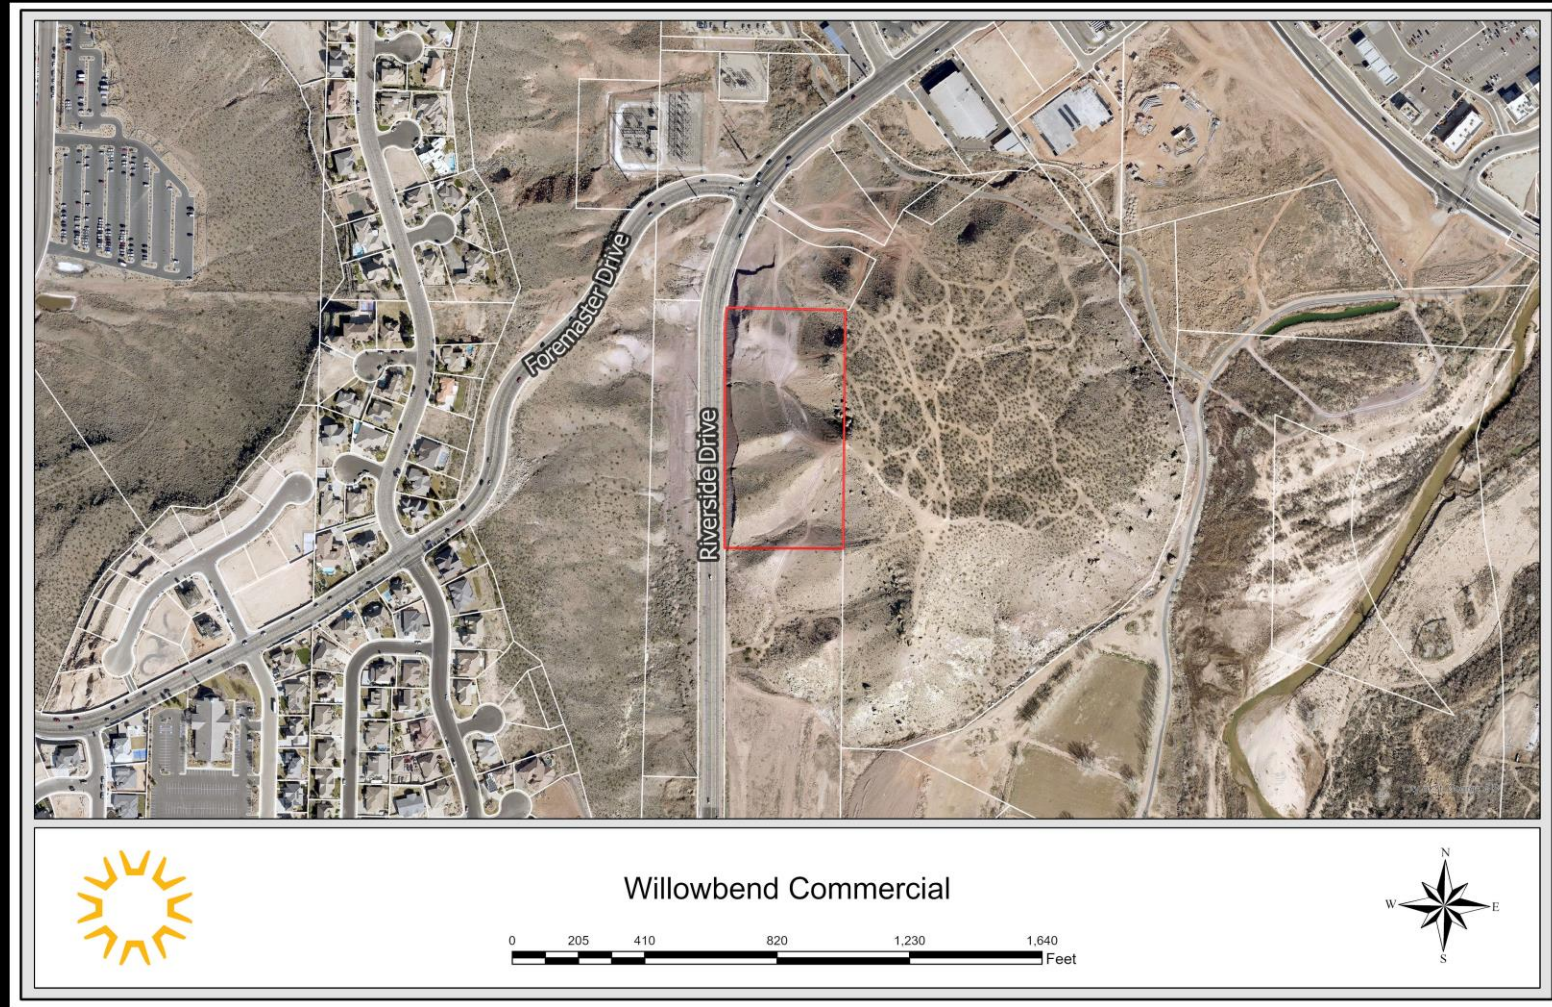 Foremaster Drive
Riverside Drive
Willowbend Commercial
0 205 410 820 1,230 1,640
Feet
N
W E
S